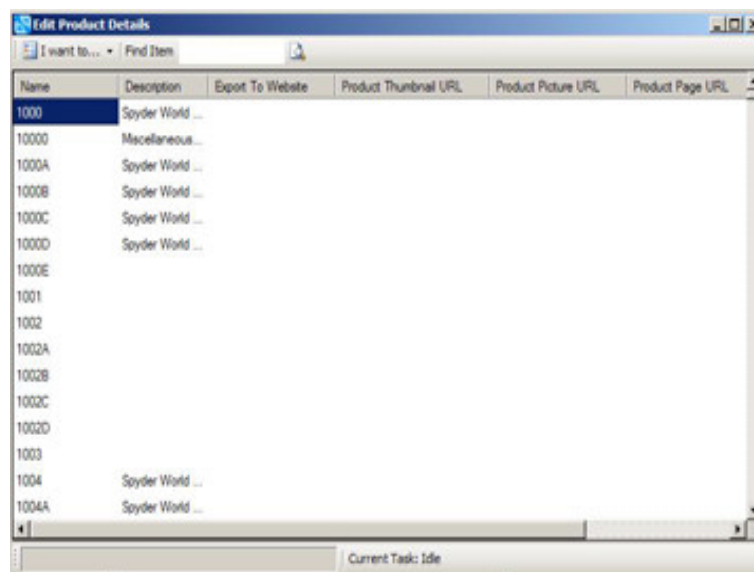 Edit Product Details
I want to... Find Item
Name Description Export To Website Product Thumbnail URL Product Picture URL Product Page URL
1000 Spyder World ...
10000 Miscellaneous...
1000A Spyder World ...
1000B Spyder World ...
1000C Spyder World ...
1000D Spyder World ...
1000E
1001
1002
1002A
1002B
1002C
1002D
1003
1004 Spyder World ...
1004A Spyder World ...
Current Task: Idle